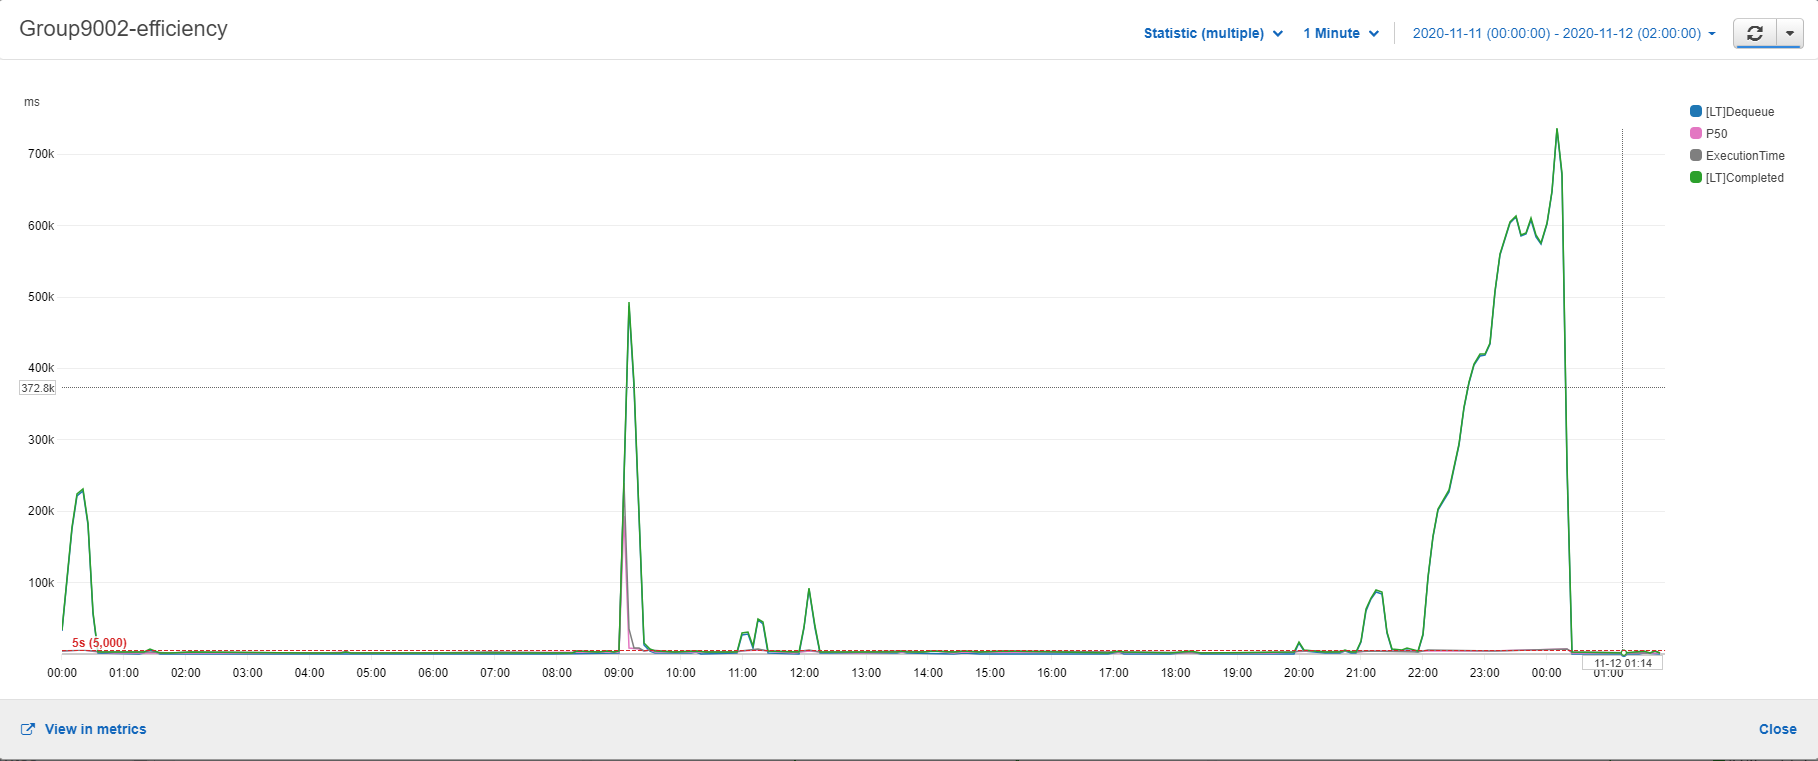 Group9002-efficiency
Statistic (multiple) 1 Minute 2020-11-11 (00:00:00) - 2020-11-12 (02:00:00)
ms
[LT]Dequeue
P50
ExecutionTime
[LT]Completed
700k
600k
500k
400k
372.8k
300k
200k
100k
5s (5,000)
11-12 01:14
00:00 01:00 02:00 03:00 04:00 05:00 06:00 07:00 08:00 09:00 10:00 11:00 12:00 13:00 14:00 15:00 16:00 17:00 18:00 19:00 20:00 21:00 22:00 23:00 00:00 01:00
View in metrics Close